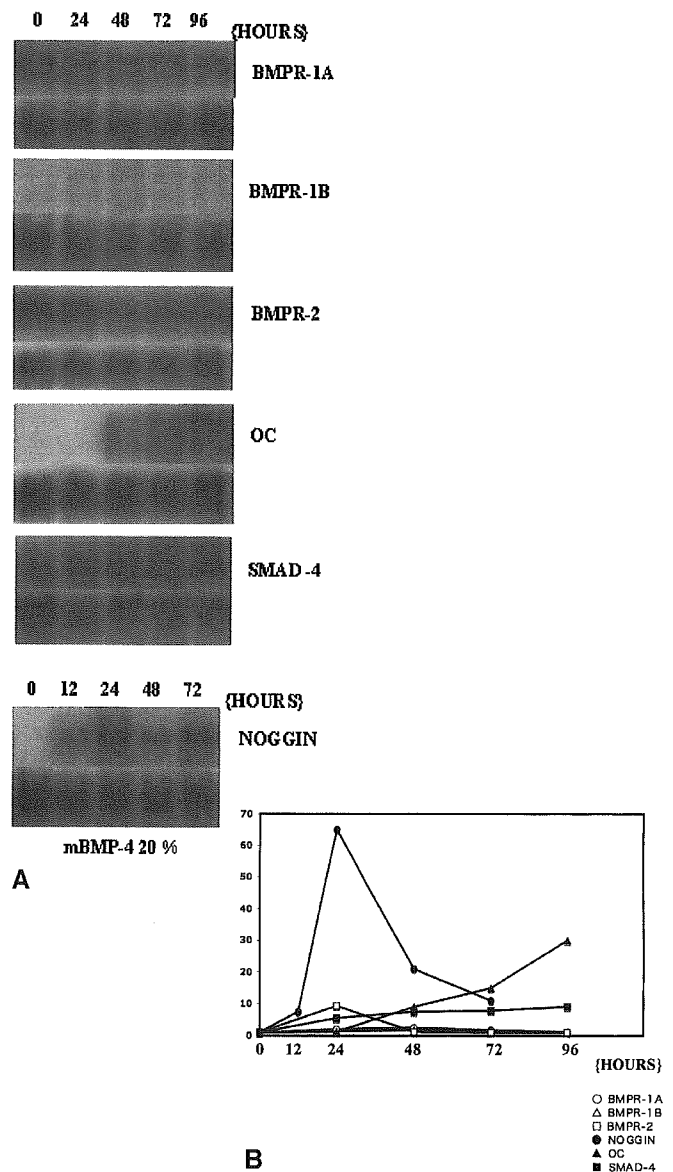 0 24 48 72 96 {HOURS}
BMPR-1A
BMPR-1B
BMPR-2
OC
SMAD-4
0 12 24 48 72 {HOURS}
NOGGIN
mBMP-4 20 %
A
70
60
50
40
30
20
10
0
0 12 24 48 72 96
{HOURS}
BMPR-1A
BMPR-1B
BMPR-2
NOGGIN
OC
SMAD-4
B